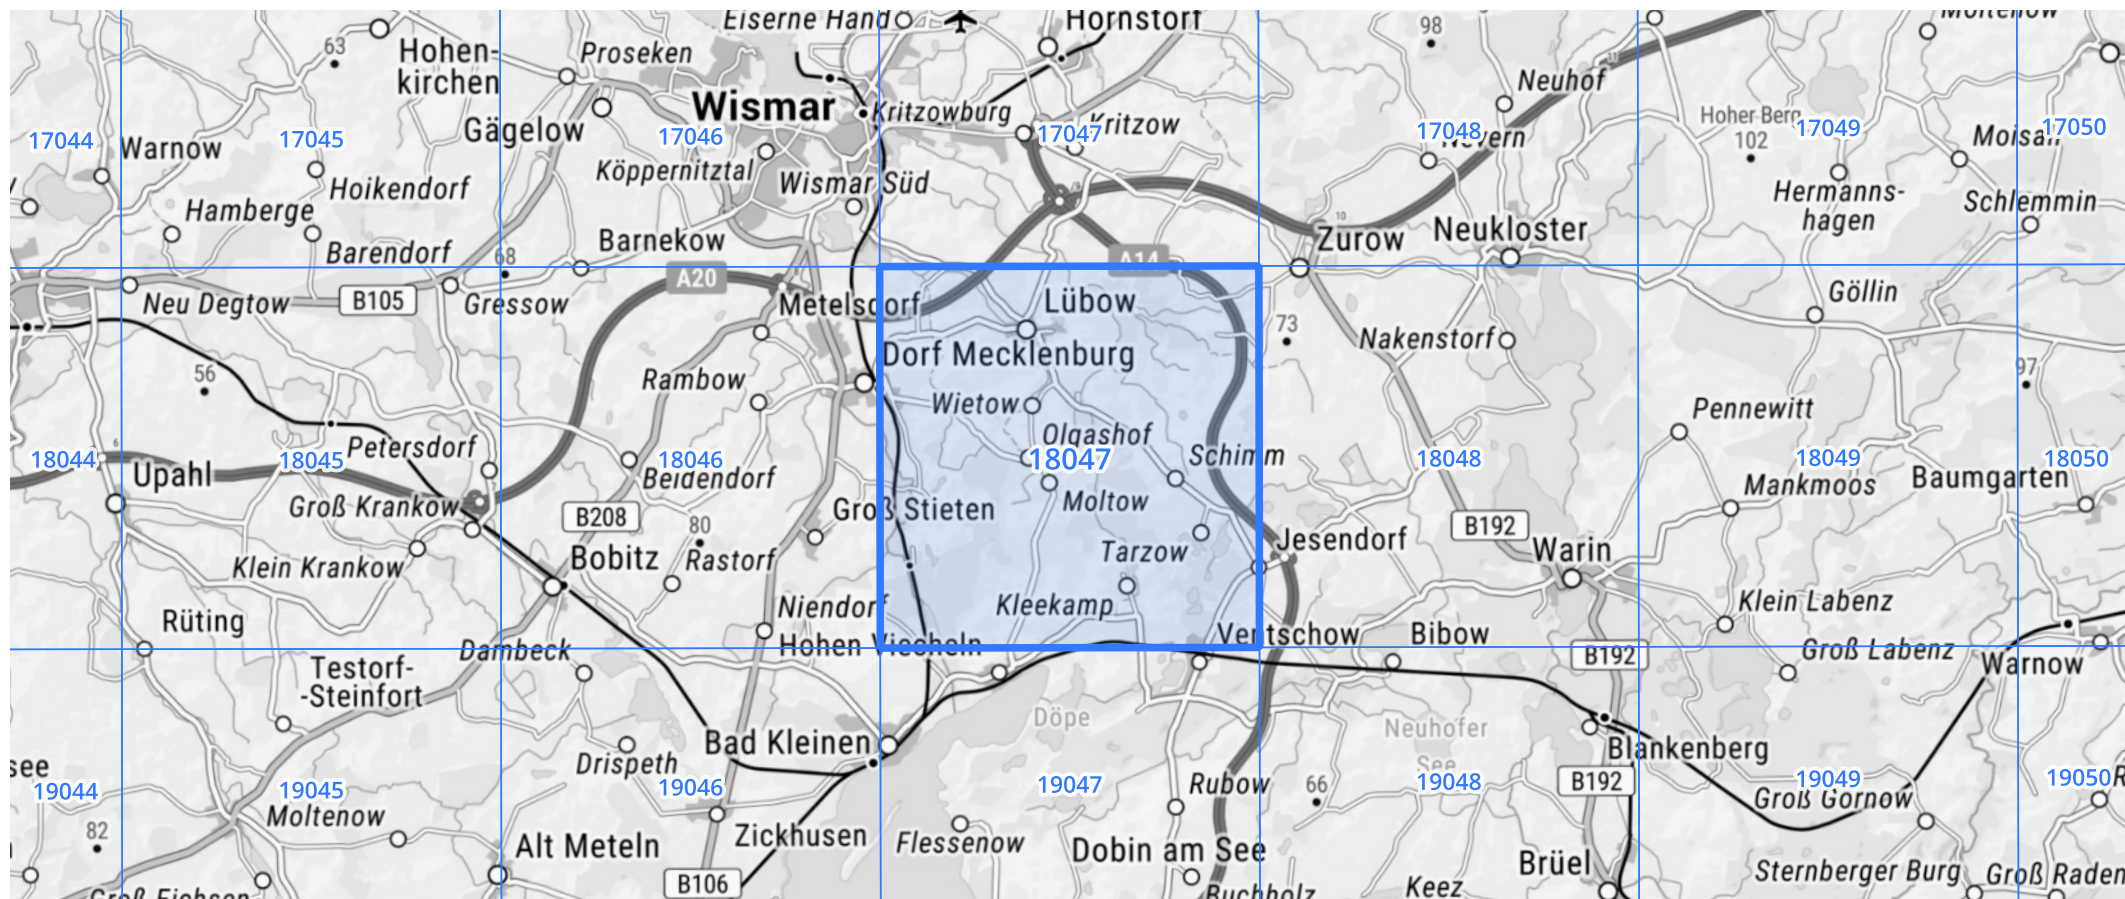 Eiserne Hand
Hornstorf
98
63
Hohen-
kirchen
Proseken
Neuhof
11
Wismar
Kritzowburg
Hoher Berg
102
Gägelow
17044
17045
17046
17047
Kritzow
17048
Nevern
17049
17050
Warnow
Köppernitztal
Wismar Süd
Hoikendorf
Hermanns-
hagen
Schlemmin
Hamberge
10
Zurow
Neukloster
Barendorf
68
Barnekow
A14
A20
Neu Degtow
B105
Gressow
Metelsdorf
Lübow
Göllin
73
Nakenstorf
Dorf Mecklenburg
56
Rambow
97
Wietow
Pennewitt
Olgashof
Petersdorf
6
18044
18045
18046
18047
Schimm
18048
18049
18050
Upahl
Beidendorf
Mankmoos
Baumgarten
Groß Krankow
B208
80
Groß Stieten
Moltow
B192
Jesendorf
Warin
Klein Krankow
Bobitz
Rastorf
Tarzow
Rüting
Niendorf
Kleekamp
Klein Labenz
Dambeck
Hohen Viecheln
Ventschow
Bibow
B192
Groß Labenz
Warnow
Testorf-
-Steinfort
Döpe
Neuhofer
See
Bad Kleinen
Blankenberg
Drispeth
see
19044
19045
19046
19047
Rubow
66
19048
B192
19049
19050
Groß Görnow
Moltenow
82
Alt Meteln
Zickhusen
Flessenow
Dobin am See
Brüel
Sternberger Burg
Groß Raden
B106
Groß Eichsen
Buchholz
Keez